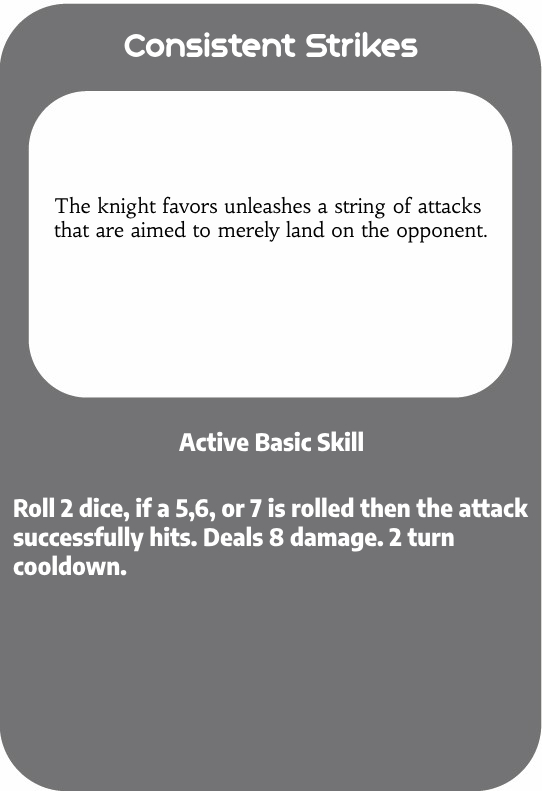 Consistent Strikes
The knight favors unleashes a string of attacks
that are aimed to merely land on the opponent.
Active Basic Skill
Roll 2 dice, if a 5,6, or 7 is rolled then the attack
successfully hits. Deals 8 damage. 2 turn
cooldown.